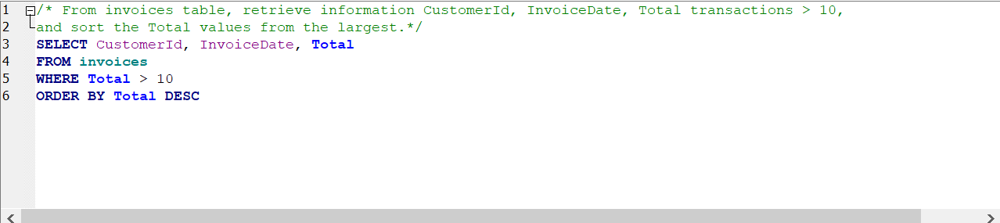 1 /* From invoices table, retrieve information CustomerId, InvoiceDate, Total transactions > 10,
2 and sort the Total values from the largest.*/
3 SELECT CustomerId, InvoiceDate, Total
4 FROM invoices
5 WHERE Total > 10
6 ORDER BY Total DESC